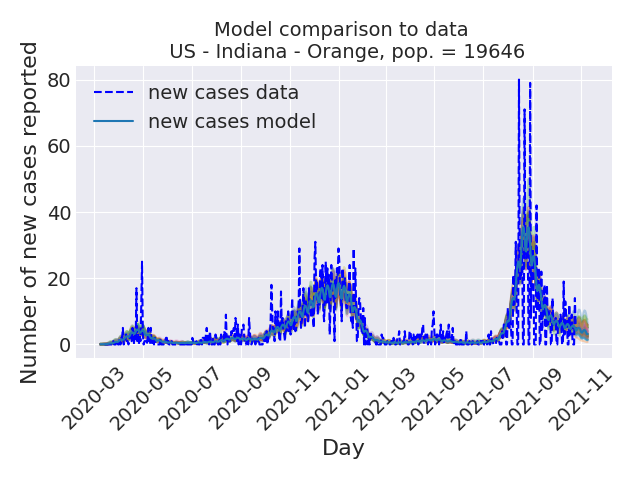 Model comparison to data
US - Indiana - Orange, pop. = 19646
Number of new cases reported
80
60
40
20
0
new cases data
new cases model
2020-03
2020-05
2020-07
2020-09
2020-11
2021-01
2021-03
2021-05
2021-07
2021-09
2021-11
Day